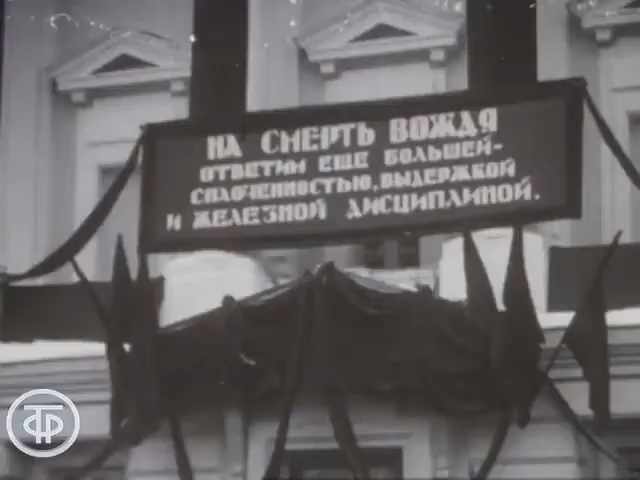 НА СМЕРТЬ ВОЖДЯ
ОТВЕТИМ ЕЩЕ БОЛЬШЕЙ-
СПЛОЧЕННОСТЬЮ, ВЫДЕРЖКОЙ
И ЖЕЛЕЗНОЙ ДИСЦИПЛИНОЙ.